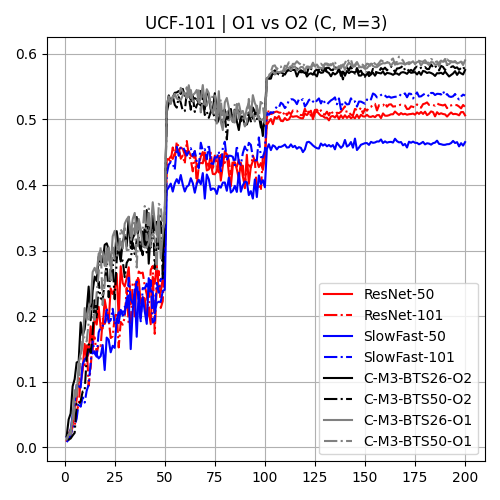 UCF-101 | O1 vs O2 (C, M=3)
0.6
0.5
0.4
0.3
0.2
0.1
0.0
ResNet-50
ResNet-101
SlowFast-50
SlowFast-101
C-M3-BTS26-O2
C-M3-BTS50-O2
C-M3-BTS26-O1
C-M3-BTS50-O1
0 25 50 75 100 125 150 175 200